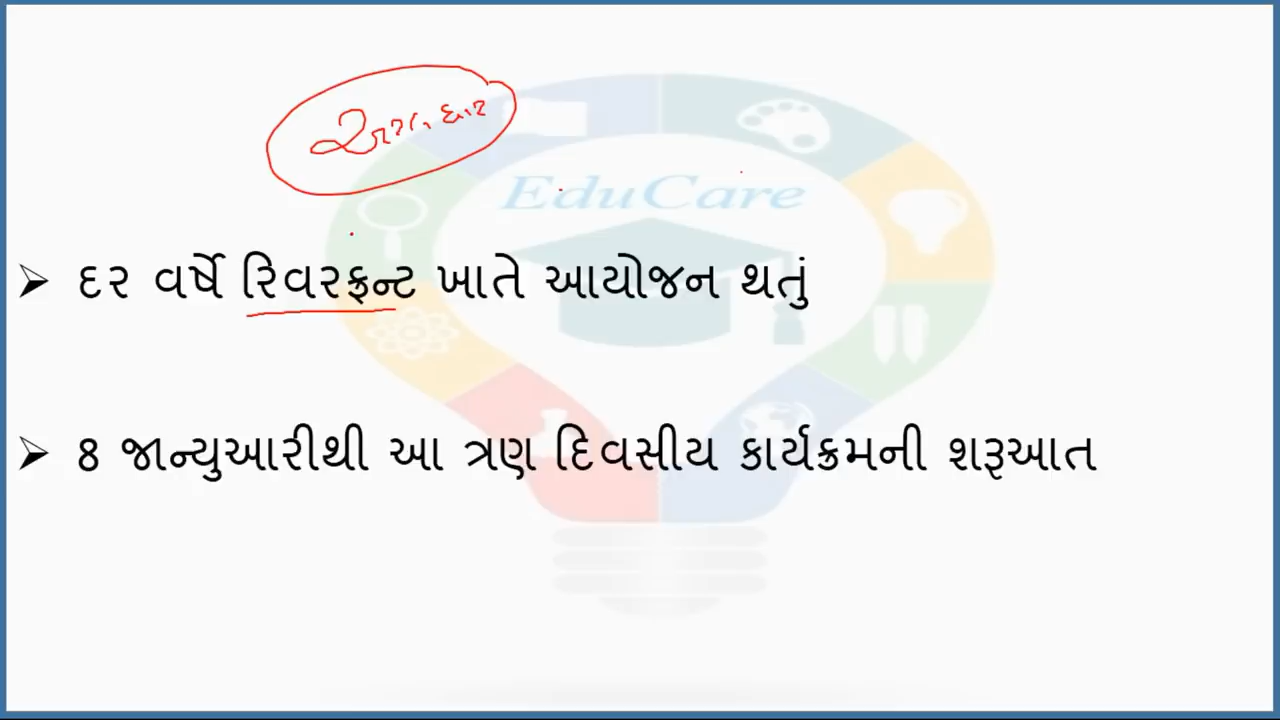 EduCare
દર વર્ષે રિવરફ્રન્ટ ખાતે આયોજન થતું
8 જાન્યુઆરીથી આ ત્રણ દિવસીય કાર્યક્રમની શરૂઆત